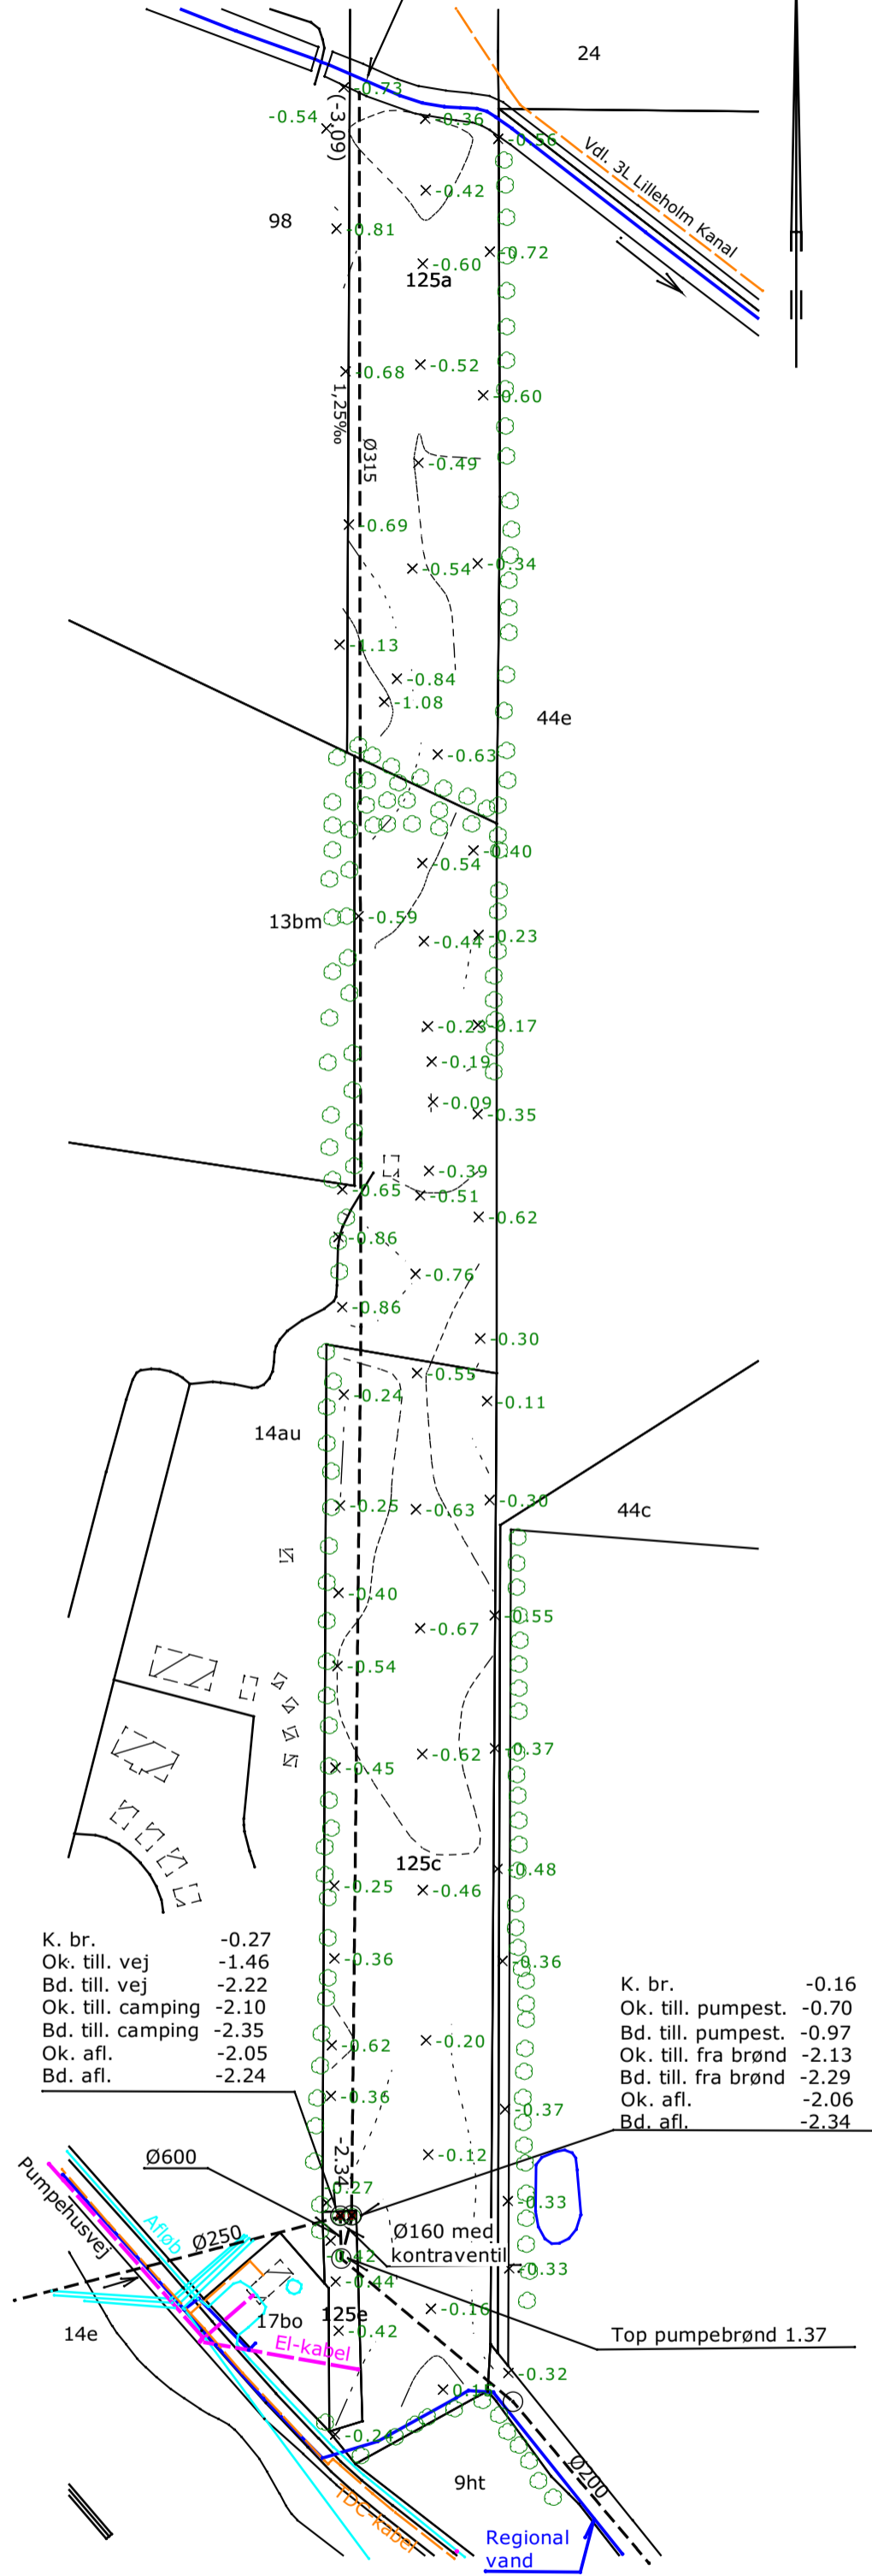 24
-0.73
-0.54
(-3.09)
-0.36
-0.56
Vdl. 3L Lilleholm Kanal
-0.42
98
-0.81
-0.72
-0.60
125a
-0.52
-0.68
-0.60
1,25‰
Ø315
-0.49
-0.69
-0.54
-0.34
-1.13
-0.84
-1.08
44e
-0.63
-0.40
-0.54
13bm
-0.59
-0.44
-0.23
-0.23
-0.17
-0.19
-0.09
-0.35
-0.39
-0.65
-0.51
-0.62
-0.86
-0.76
-0.86
-0.30
-0.55
-0.24
-0.11
14au
-0.25
-0.63
-0.30
44c
-0.40
-0.55
-0.67
-0.54
-0.37
-0.62
-0.45
125c
-0.48
-0.25
-0.46
K. br. -0.27
Ok. till. vej -1.46
Bd. till. vej -2.22
Ok. till. camping -2.10
Bd. till. camping -2.35
Ok. afl. -2.05
Bd. afl. -2.24
-0.36
-0.36
K. br. -0.16
Ok. till. pumpest. -0.70
Bd. till. pumpest. -0.97
Ok. till fra brønd -2.13
Bd. till fra brønd -2.29
Ok. afl. -2.06
Bd. afl. -2.34
-0.62
-0.20
-0.36
-0.37
-2.34
-0.12
Ø600
Pumpehusvej
Afløb
Ø250
-0.27
-0.33
Ø160 med
kontraventil
-0.42
-0.33
-0.44
-0.16
125e
17bo
-0.42
14e
El-kabel
Top pumpebrønd 1.37
-0.32
-0.24
9ht
Ø200
TDC-kabel
Regional
vand